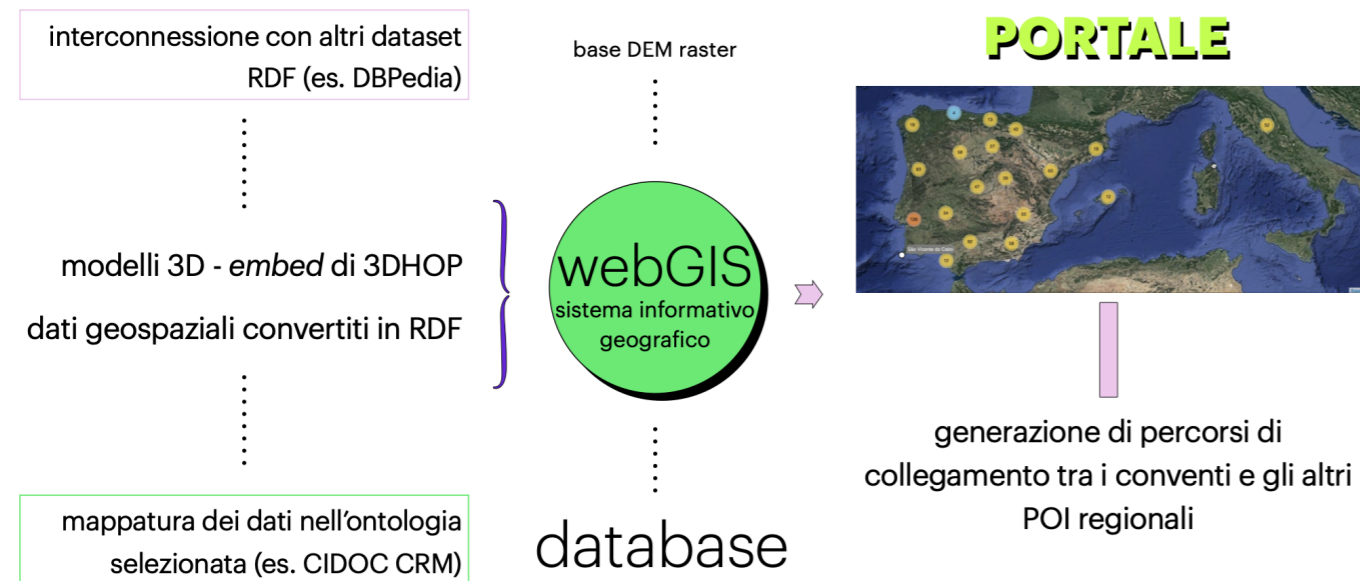 interconnessione con altri dataset
RDF (es. DBPedia)
modelli 3D - embed di 3DHOP
dati geospaziali convertiti in RDF
mappatura dei dati nell'ontologia
selezionata (es. CIDOC CRM)
base DEM raster
webGIS
sistema informativo
geografico
database
PORTALE
generazione di percorsi di
collegamento tra i conventi e gli altri
POI regionali